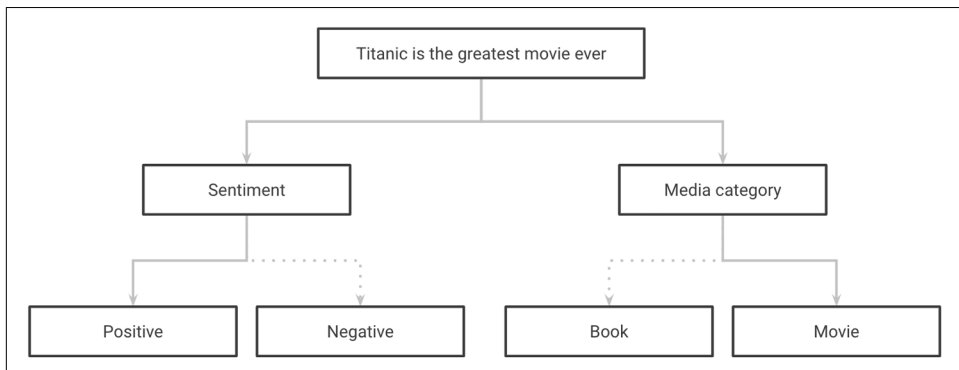 Titanic is the greatest movie ever
Sentiment
Media category
Positive
Negative
Book
Movie